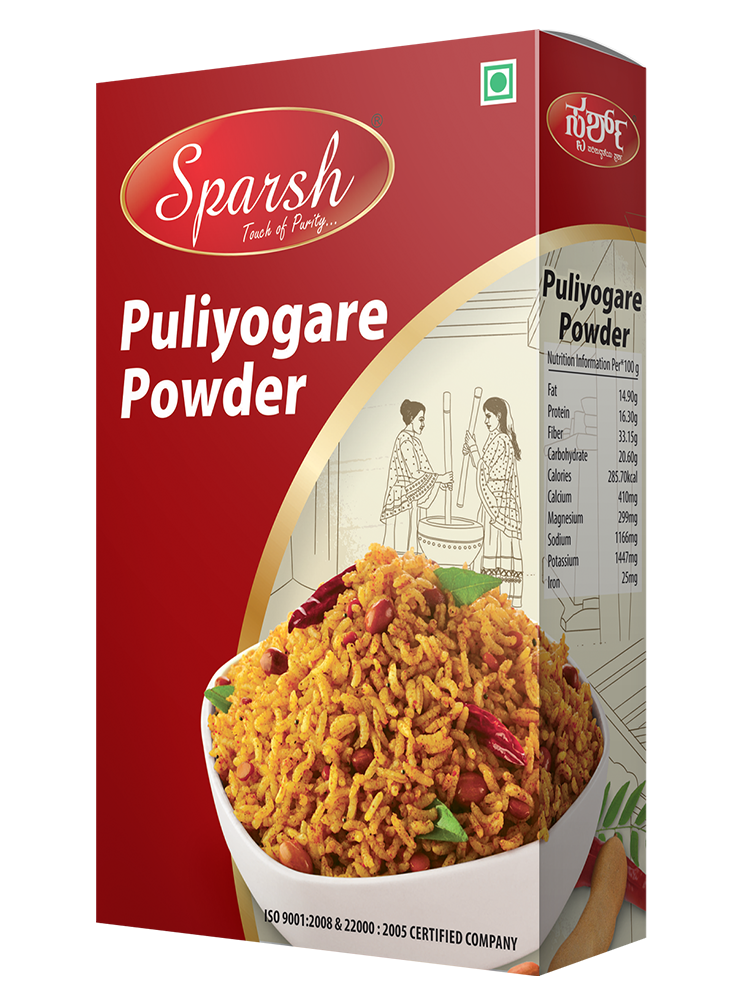 Sparsh
®
Touch of Purity...
Puliyogare
Powder
ISO 9001:2008 & 22000 : 2005 CERTIFIED COMPANY
ಸ್ಪರ್ಶ್
Puliyogare
Powder
Nutrition Information Per*100 g
Fat 14.90g
Protein 16.30g
Fiber 33.15g
Carbohydrate 20.60g
Calories 285.70kcal
Calcium 410mg
Magnesium 299mg
Sodium 1166mg
Potassium 1447mg
Iron 25mg